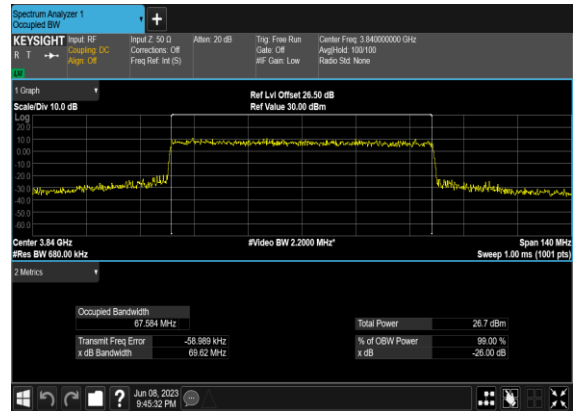 Spectrum Analyzer 1
Occupied BW
+
KEYSIGHT
R T
LXI
Input: RF
Coupling: DC
Align: Off
Input Z: 50 Ω
Corrections: Off
Freq Ref: Int (S)
Atten: 20 dB
Trig: Free Run
Gate: Off
#IF Gain: Low
Center Freq: 3.840000000 GHz
Avg|Hold: 100/100
Radio Std: None
1 Graph
Scale/Div 10.0 dB
Ref Lvl Offset 26.50 dB
Ref Value 30.00 dBm
Log
20.0
10.0
0.00
-10.0
-20.0
-30.0
-40.0
-50.0
-60.0
Center 3.84 GHz
#Res BW 680.00 kHz
#Video BW 2.2000 MHz*
Span 140 MHz
Sweep 1.00 ms (1001 pts)
2 Metrics
Occupied Bandwidth
67.584 MHz
Total Power 26.7 dBm
Transmit Freq Error -58.989 kHz
% of OBW Power 99.00 %
x dB Bandwidth 69.62 MHz
x dB -26.00 dB
?
Jun 08, 2023
9:45:32 PM